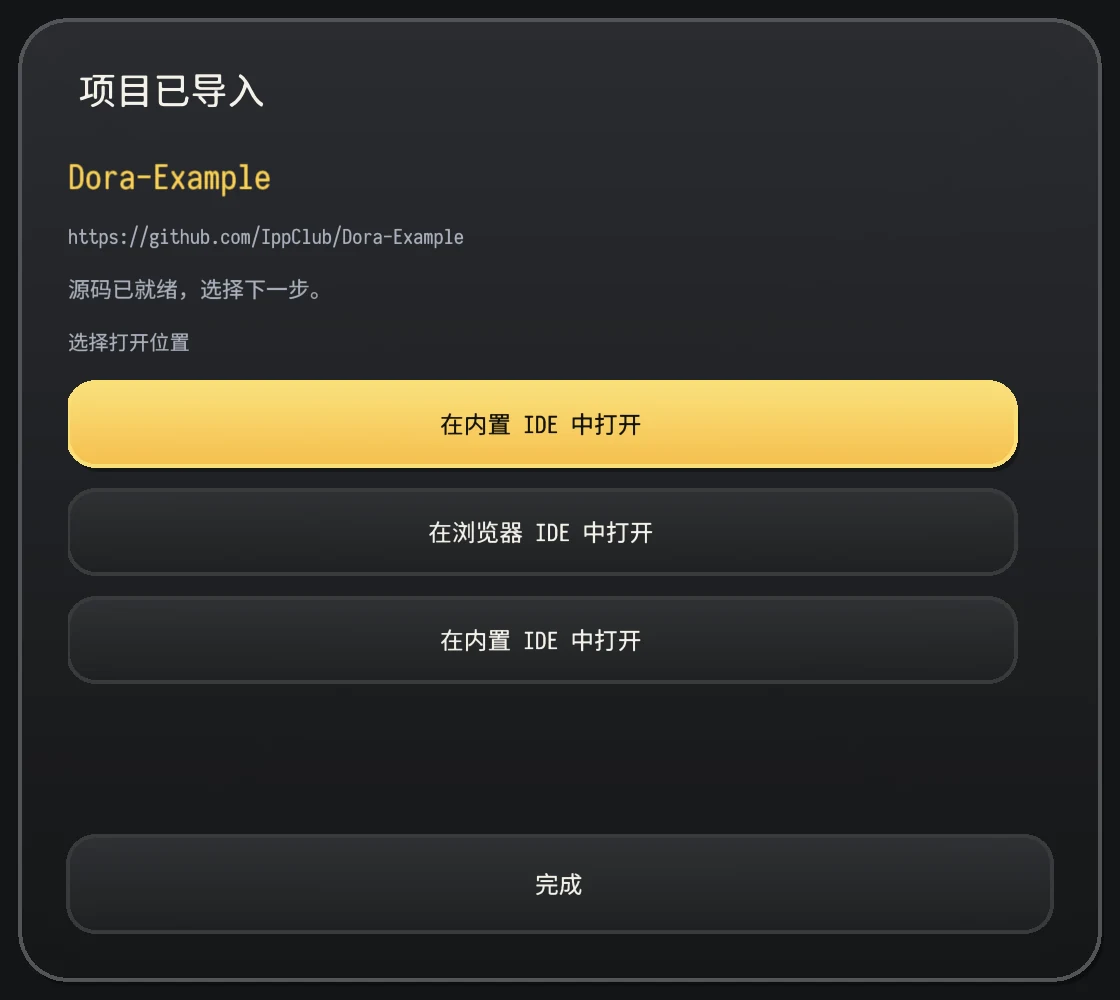 项目已导入
Dora-Example
https://github.com/IppClub/Dora-Example
源码已就绪，选择下一步。
选择打开位置
在内置 IDE 中打开
在浏览器 IDE 中打开
在内置 IDE 中打开
完成